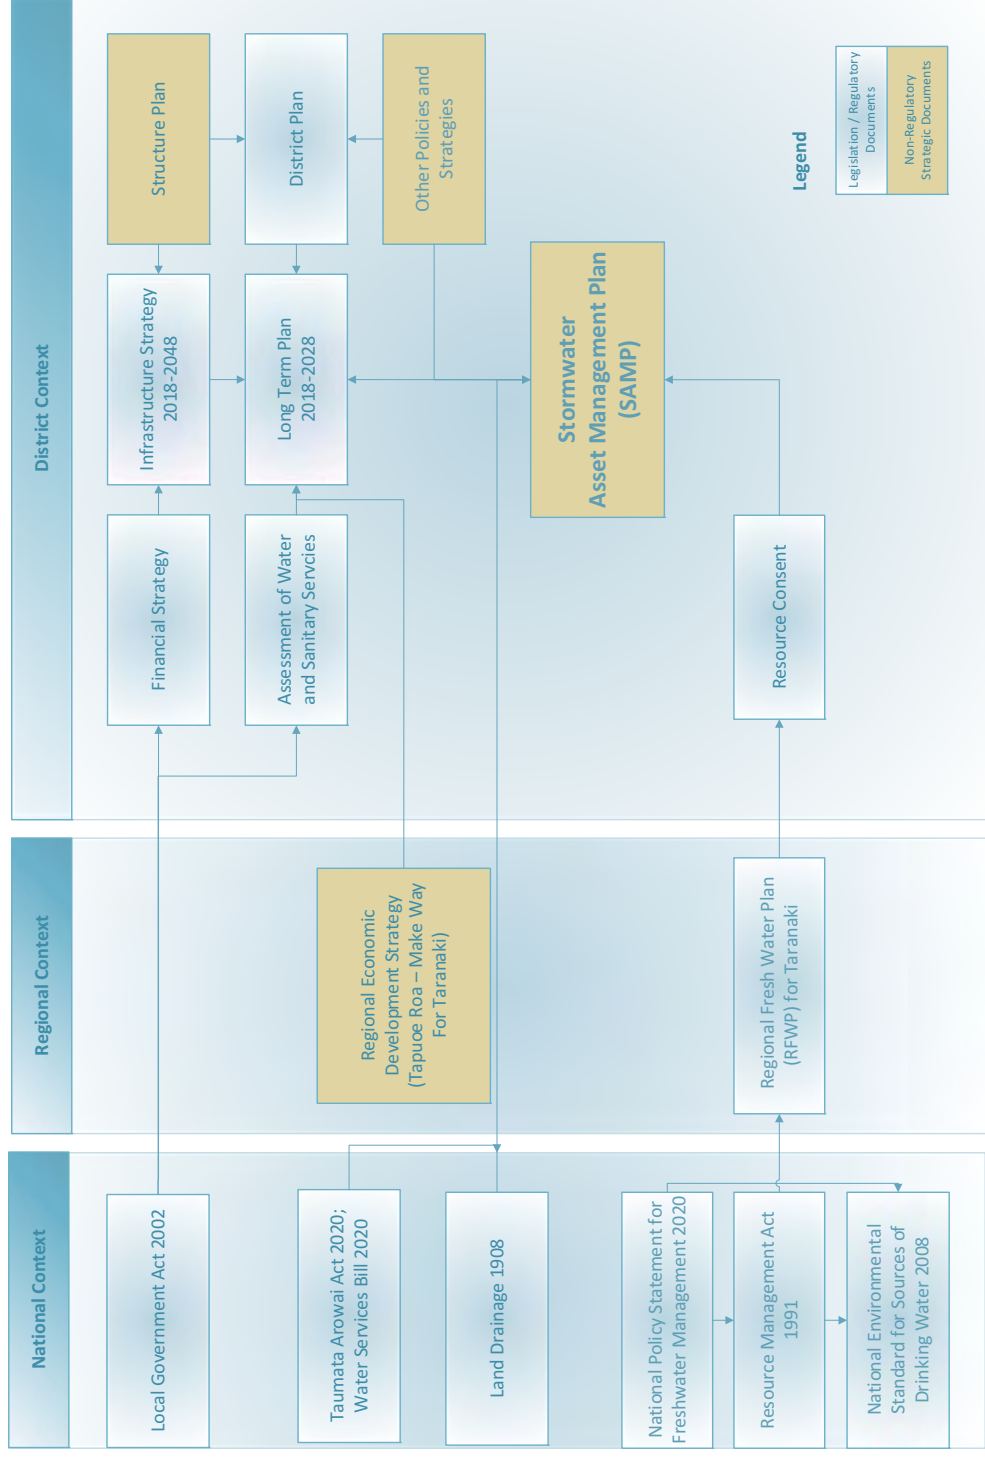 National Context
Local Government Act 2002
Taumata Arowai Act 2020;
Water Services Bill 2020
Land Drainage 1908
National Policy Statement for
Freshwater Management 2020
Resource Management Act
1991
National Environmental
Standard for Sources of
Drinking Water 2008
Regional Context
Regional Economic
Development Strategy
(Tapuoe Roa – Make Way
For Taranaki)
Regional Fresh Water Plan
(RFWP) for Taranaki
District Context
Financial Strategy
Infrastructure Strategy
2018-2048
Structure Plan
Assessment of Water
and Sanitary Servcies
Long Term Plan
2018-2028
District Plan
Other Policies and
Strategies
Stormwater
Asset Management Plan
(SAMP)
Resource Consent
Legend
Legislation / Regulatory
Documents
Non-Regulatory
Strategic Documents